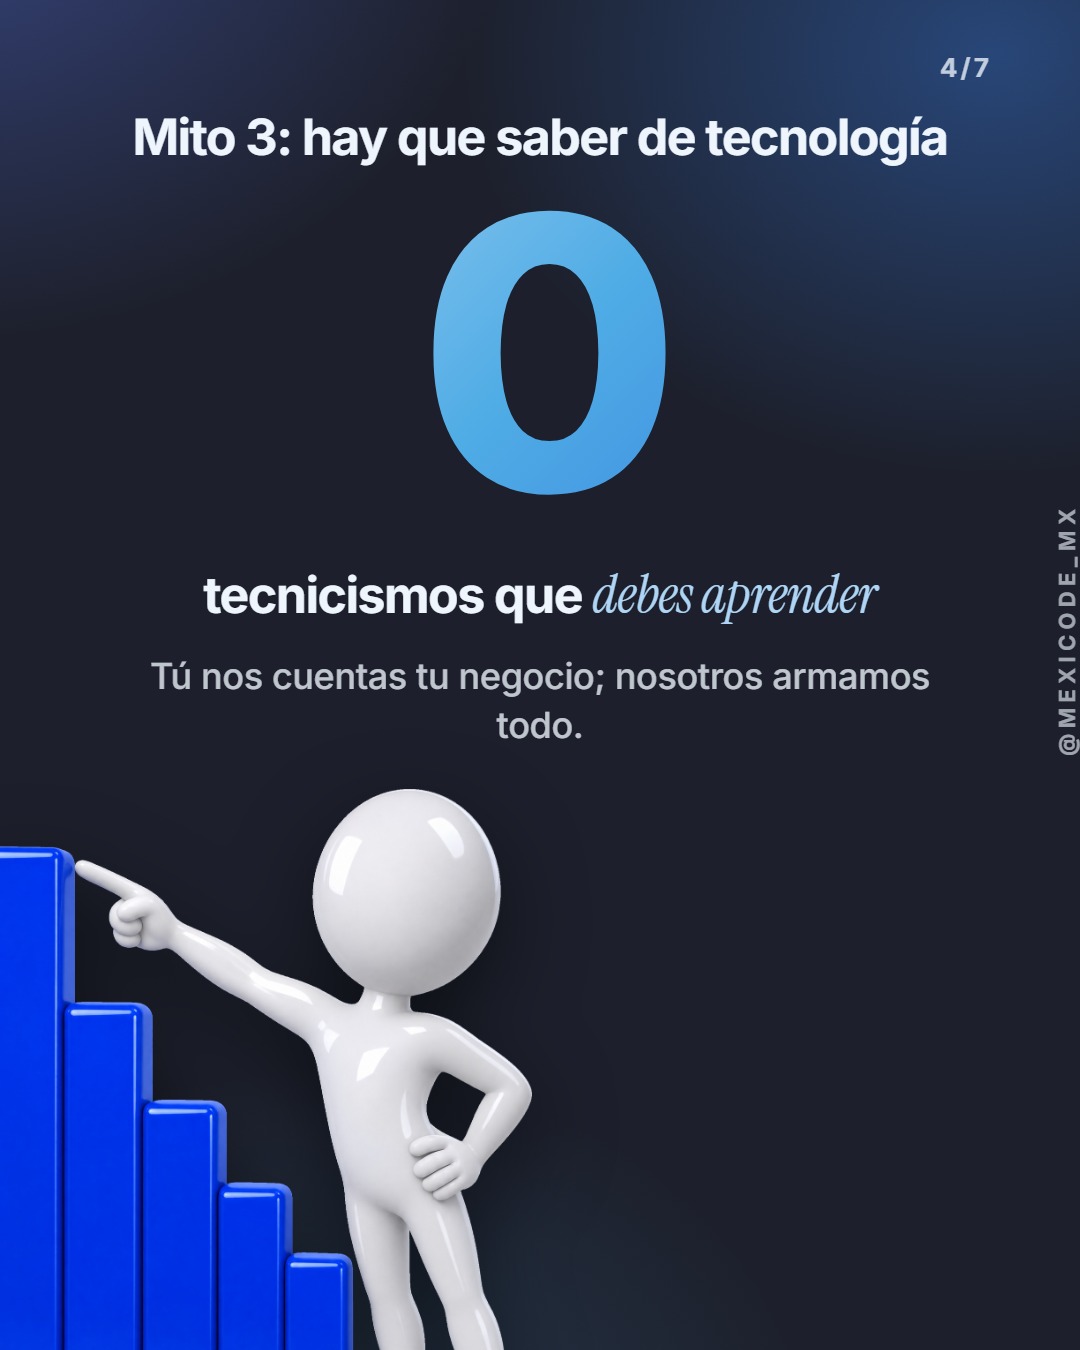 4/7
Mito 3: hay que saber de tecnología
0
tecnicismos que debes aprender
Tú nos cuentas tu negocio; nosotros armamos
todo.
@MEXICODE_MX